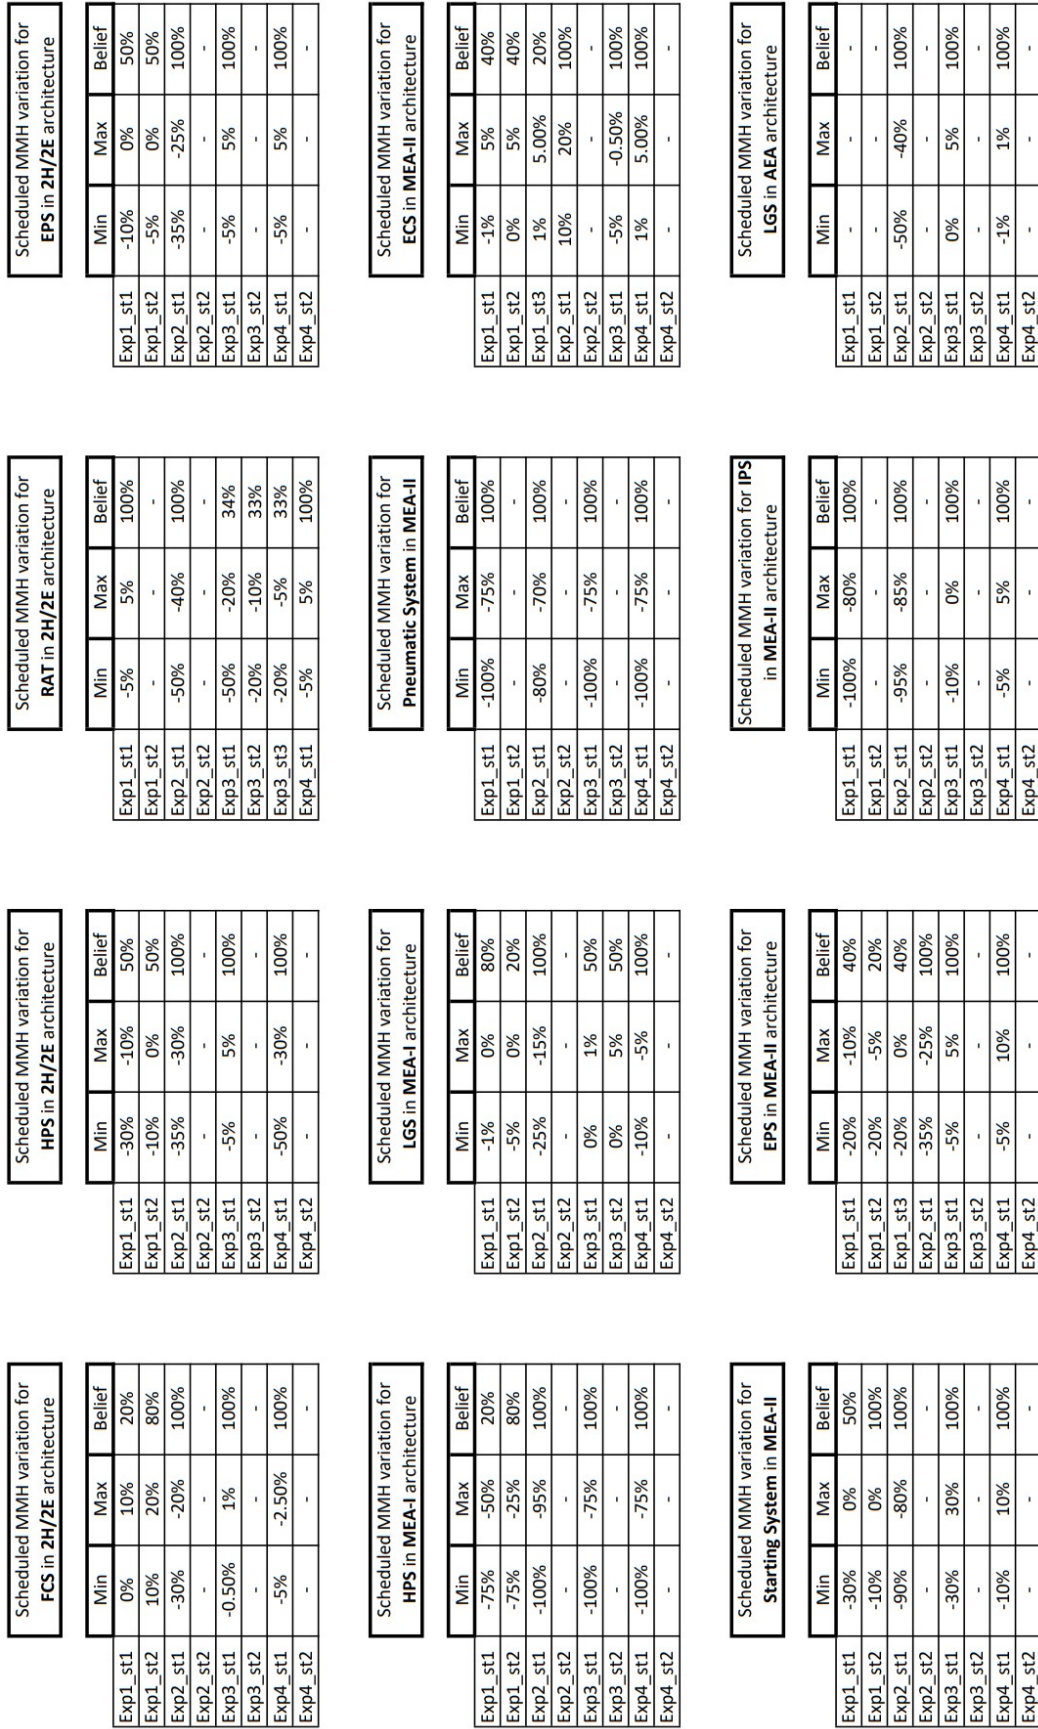 Scheduled MMH variation for
FCS in 2H/2E architecture
Min Max Belief
Exp1_st1 0% 10% 20%
Exp1_st2 10% 20% 80%
Exp2_st1 -30% -20% 100%
Exp2_st2 - - -
Exp3_st1 -0.50% 1% 100%
Exp3_st2 - - -
Exp4_st1 -5% -2.50% 100%
Exp4_st2 - - -
Scheduled MMH variation for
HPS in 2H/2E architecture
Min Max Belief
Exp1_st1 -30% -10% 50%
Exp1_st2 -10% 0% 50%
Exp2_st1 -35% -30% 100%
Exp2_st2 - - -
Exp3_st1 -5% 5% 100%
Exp3_st2 - - -
Exp4_st1 -50% -30% 100%
Exp4_st2 - - -
Scheduled MMH variation for
RAT in 2H/2E architecture
Min Max Belief
Exp1_st1 -5% 5% 100%
Exp1_st2 - - -
Exp2_st1 -50% -40% 100%
Exp2_st2 - - -
Exp3_st1 -50% -20% 34%
Exp3_st2 -20% -10% 33%
Exp3_st3 -20% -5% 33%
Exp4_st1 -5% 5% 100%
Scheduled MMH variation for
EPS in 2H/2E architecture
Min Max Belief
Exp1_st1 -10% 0% 50%
Exp1_st2 -5% 0% 50%
Exp2_st1 -35% -25% 100%
Exp2_st2 - - -
Exp3_st1 -5% 5% 100%
Exp3_st2 - - -
Exp4_st1 -5% 5% 100%
Exp4_st2 - - -
Scheduled MMH variation for
HPS in MEA-I architecture
Min Max Belief
Exp1_st1 -75% -50% 20%
Exp1_st2 -75% -25% 80%
Exp2_st1 -100% -95% 100%
Exp2_st2 - - -
Exp3_st1 -100% -75% 100%
Exp3_st2 - - -
Exp4_st1 -100% -75% 100%
Exp4_st2 - - -
Scheduled MMH variation for
LGS in MEA-I architecture
Min Max Belief
Exp1_st1 -1% 0% 80%
Exp1_st2 -5% 0% 20%
Exp2_st1 -25% -15% 100%
Exp2_st2 - - -
Exp3_st1 0% 1% 50%
Exp3_st2 0% 5% 50%
Exp4_st1 -10% -5% 100%
Exp4_st2 - - -
Scheduled MMH variation for
Pneumatic System in MEA-II
Min Max Belief
Exp1_st1 -100% -75% 100%
Exp1_st2 - - -
Exp2_st1 -80% -70% 100%
Exp2_st2 - - -
Exp3_st1 -100% -75% 100%
Exp3_st2 - - -
Exp4_st1 -100% -75% 100%
Exp4_st2 - - -
Scheduled MMH variation for
ECS in MEA-II architecture
Min Max Belief
Exp1_st1 -1% 5% 40%
Exp1_st2 0% 5% 40%
Exp1_st3 1% 5.00% 20%
Exp2_st1 10% 20% 100%
Exp2_st2 - - -
Exp3_st1 -5% -0.50% 100%
Exp4_st1 1% 5.00% 100%
Exp4_st2 - - -
Scheduled MMH variation for
Starting System in MEA-II
Min Max Belief
Exp1_st1 -30% 0% 50%
Exp1_st2 -10% 0% 100%
Exp2_st1 -90% -80% 100%
Exp2_st2 - - -
Exp3_st1 -30% 30% 100%
Exp3_st2 - - -
Exp4_st1 -10% 10% 100%
Exp4_st2 - - -
Scheduled MMH variation for
EPS in MEA-II architecture
Min Max Belief
Exp1_st1 -20% -10% 40%
Exp1_st2 -20% -5% 20%
Exp1_st3 -20% 0% 40%
Exp2_st1 -35% -25% 100%
Exp3_st1 -5% 5% 100%
Exp3_st2 - - -
Exp4_st1 -5% 10% 100%
Exp4_st2 - - -
Scheduled MMH variation for IPS
in MEA-II architecture
Min Max Belief
Exp1_st1 -100% -80% 100%
Exp1_st2 - - -
Exp2_st1 -95% -85% 100%
Exp2_st2 - - -
Exp3_st1 -10% 0% 100%
Exp3_st2 - - -
Exp4_st1 -5% 5% 100%
Exp4_st2 - - -
Scheduled MMH variation for
LGS in AEA architecture
Min Max Belief
Exp1_st1 - - -
Exp1_st2 - - -
Exp2_st1 -50% -40% 100%
Exp2_st2 - - -
Exp3_st1 0% 5% 100%
Exp3_st2 - - -
Exp4_st1 -1% 1% 100%
Exp4_st2 - - -